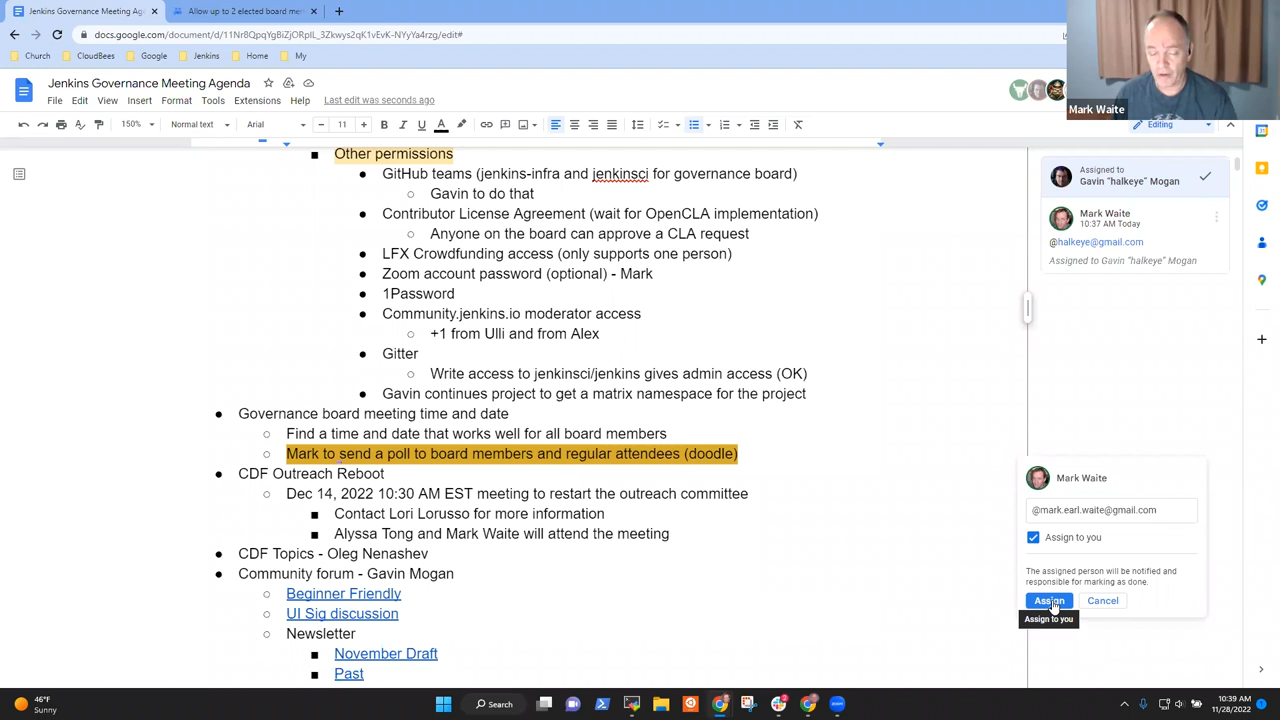 Jenkins Governance Meeting Agen
Allow up to 2 elected board mem
docs.google.com/document/d/11Nr8QpqYgBiZjORpIL_3Zkwys2qK1vEvK-NYyYa4rzg/edit#
Church
CloudBees
Google
Jenkins
Home
My
Jenkins Governance Meeting Agenda
File Edit View Insert Format Tools Extensions Help Last edit was seconds ago
150% Normal text Arial 11 Editing
Mark Waite
Other permissions
GitHub teams (jenkins-infra and jenkinsci for governance board)
Gavin to do that
Contributor License Agreement (wait for OpenCLA implementation)
Anyone on the board can approve a CLA request
LFX Crowdfunding access (only supports one person)
Zoom account password (optional) - Mark
1Password
Community.jenkins.io moderator access
+1 from Ulli and from Alex
Gitter
Write access to jenkinsci/jenkins gives admin access (OK)
Gavin continues project to get a matrix namespace for the project
Governance board meeting time and date
Find a time and date that works well for all board members
Mark to send a poll to board members and regular attendees (doodle)
CDF Outreach Reboot
Dec 14, 2022 10:30 AM EST meeting to restart the outreach committee
Contact Lori Lorusso for more information
Alyssa Tong and Mark Waite will attend the meeting
CDF Topics - Oleg Nenashev
Community forum - Gavin Mogan
Beginner Friendly
UI Sig discussion
Newsletter
November Draft
Past
Assigned to
Gavin "halkeye" Mogan
Mark Waite
10:37 AM Today
@halkeye@gmail.com
Assigned to Gavin "halkeye" Mogan
Mark Waite
@mark.earl.waite@gmail.com
Assign to you
The assigned person will be notified and
responsible for marking as done.
Assign Cancel
Assign to you
46°F
Sunny
Search
10:39 AM
11/28/2022